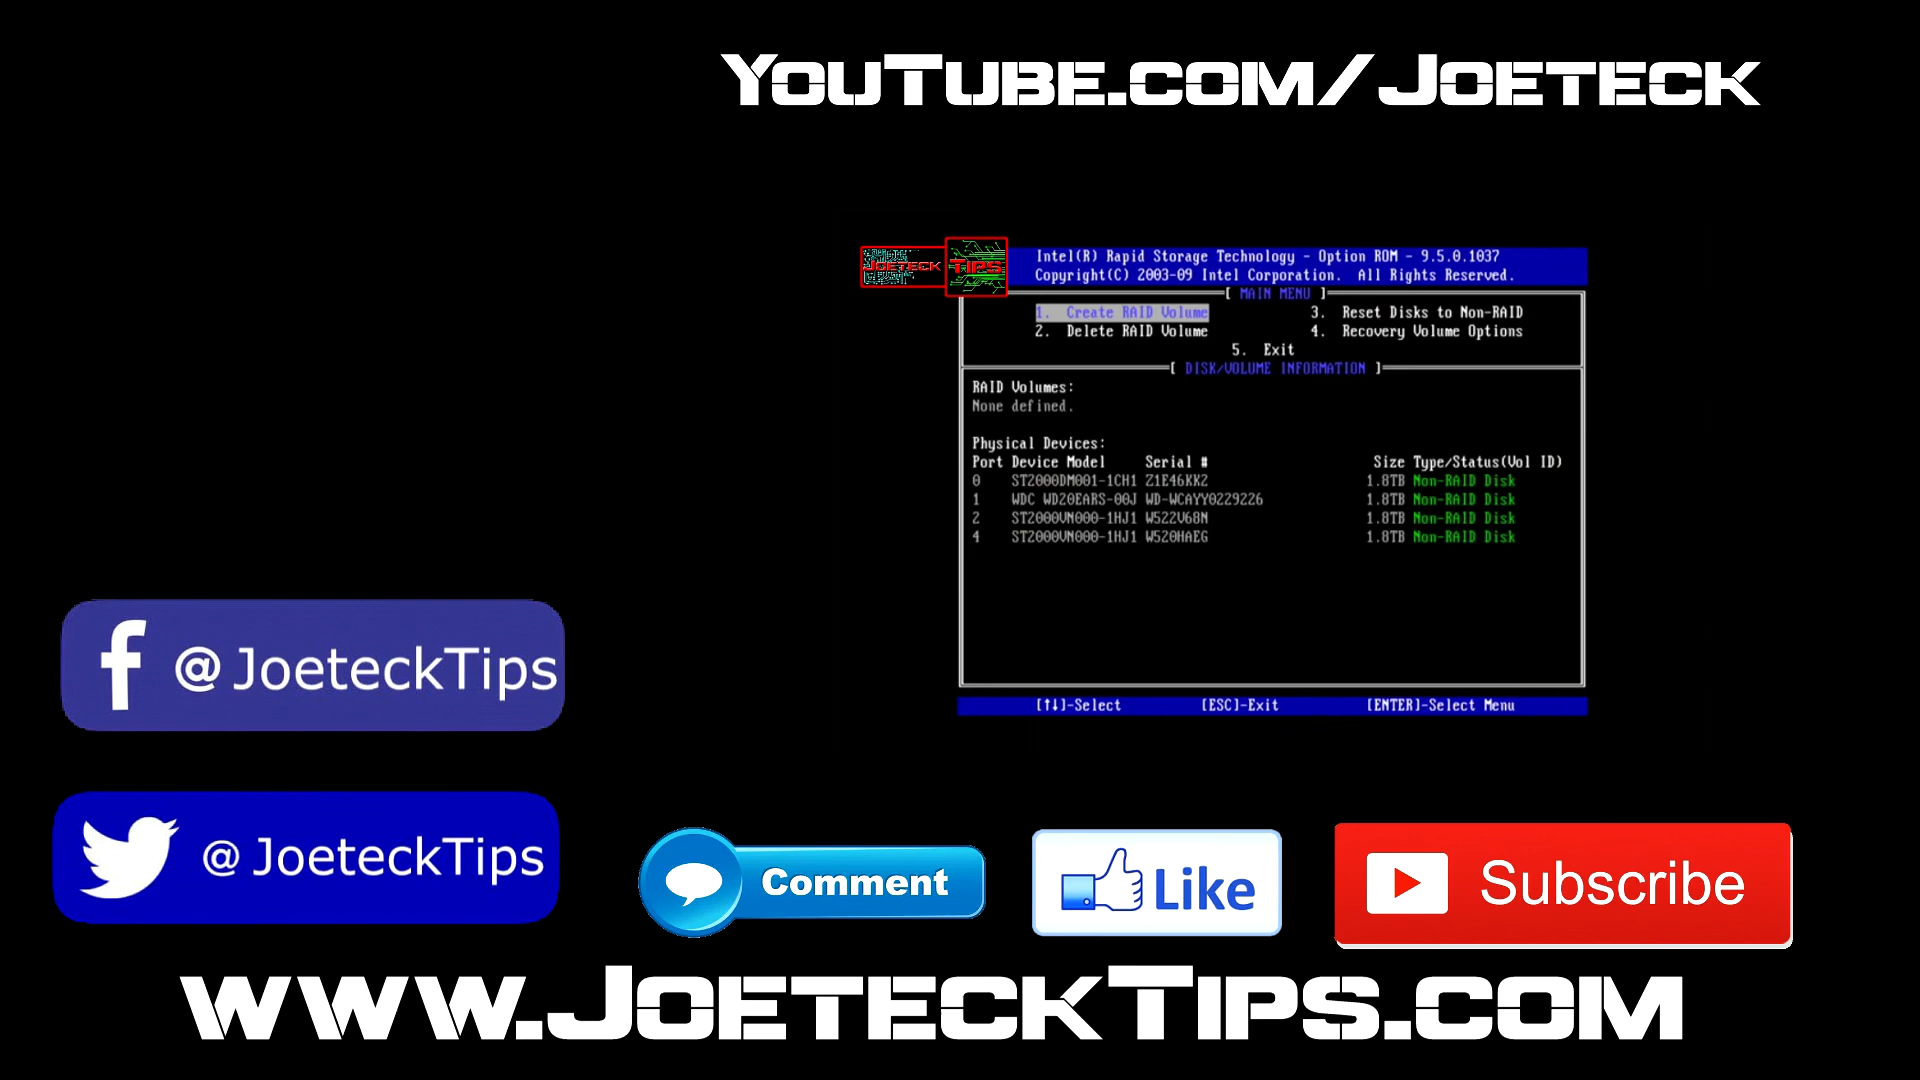 YouTube.com/Joeteck
JOETECK TIPS
Intel(R) Rapid Storage Technology - Option ROM - 9.5.0.1037
Copyright(C) 2003-09 Intel Corporation. All Rights Reserved.
[ MAIN MENU ]
1. Create RAID Volume 3. Reset Disks to Non-RAID
2. Delete RAID Volume 4. Recovery Volume Options
5. Exit
[ DISK/VOLUME INFORMATION ]
RAID Volumes:
None defined.
Physical Devices:
Port Device Model Serial # Size Type/Status(Vol ID)
0 ST2000DM001-1CH1 Z1E46KK2 1.8TB Non-RAID Disk
1 WDC WD20EARS-00J WD-WCAYY0229226 1.8TB Non-RAID Disk
2 ST2000VN000-1HJ1 W522V68N 1.8TB Non-RAID Disk
4 ST2000VN000-1HJ1 W520HAEG 1.8TB Non-RAID Disk
[↑↓]-Select [ESC]-Exit [ENTER]-Select Menu
f @JoeteckTips
@JoeteckTips
Comment
Like
Subscribe
www.JoeteckTips.com